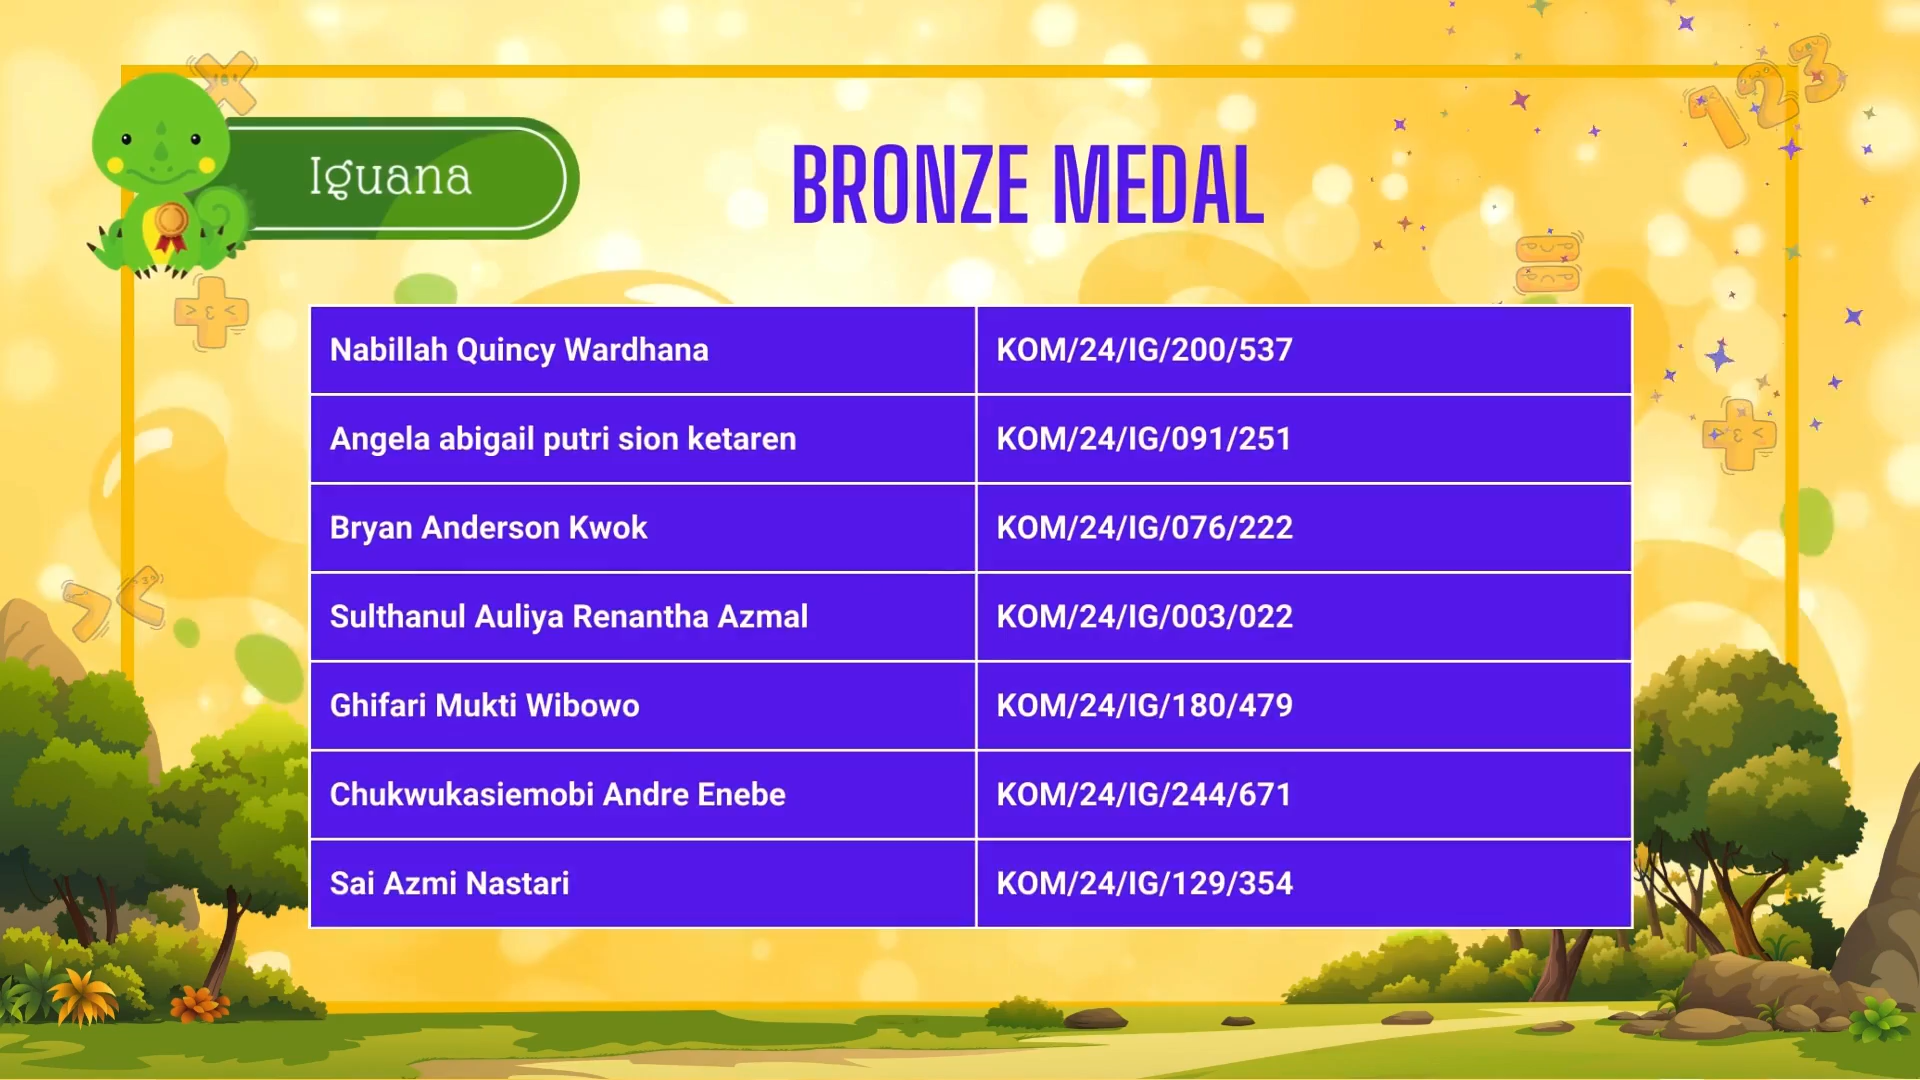 Iguana
BRONZE MEDAL
Nabillah Quincy Wardhana KOM/24/IG/200/537
Angela abigail putri sion ketaren KOM/24/IG/091/251
Bryan Anderson Kwok KOM/24/IG/076/222
Sulthanul Auliya Renantha Azmal KOM/24/IG/003/022
Ghifari Mukti Wibowo KOM/24/IG/180/479
Chukwukasiemobi Andre Enebe KOM/24/IG/244/671
Sai Azmi Nastari KOM/24/IG/129/354
123